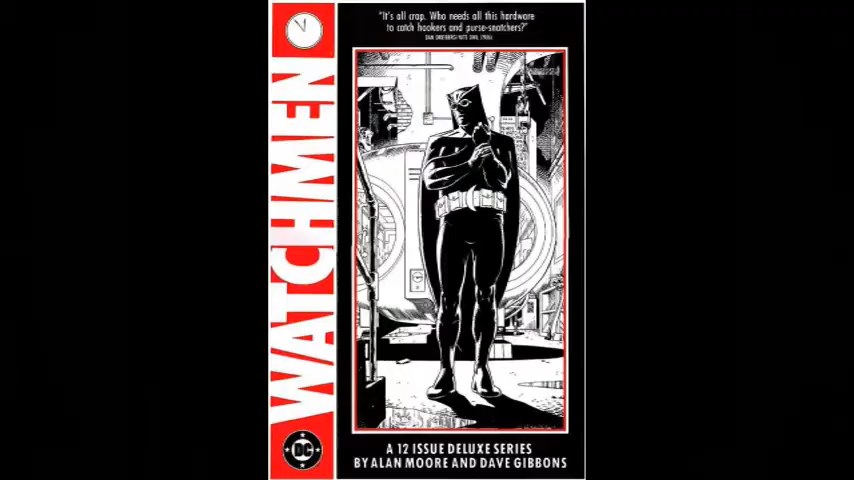 WATCHMEN
"It's all crap. Who needs all this hardware
to catch hookers and purse-snatchers?"
DAN DREIBERG/NITE OWL (1986)
DC
A 12 ISSUE DELUXE SERIES
BY ALAN MOORE AND DAVE GIBBONS